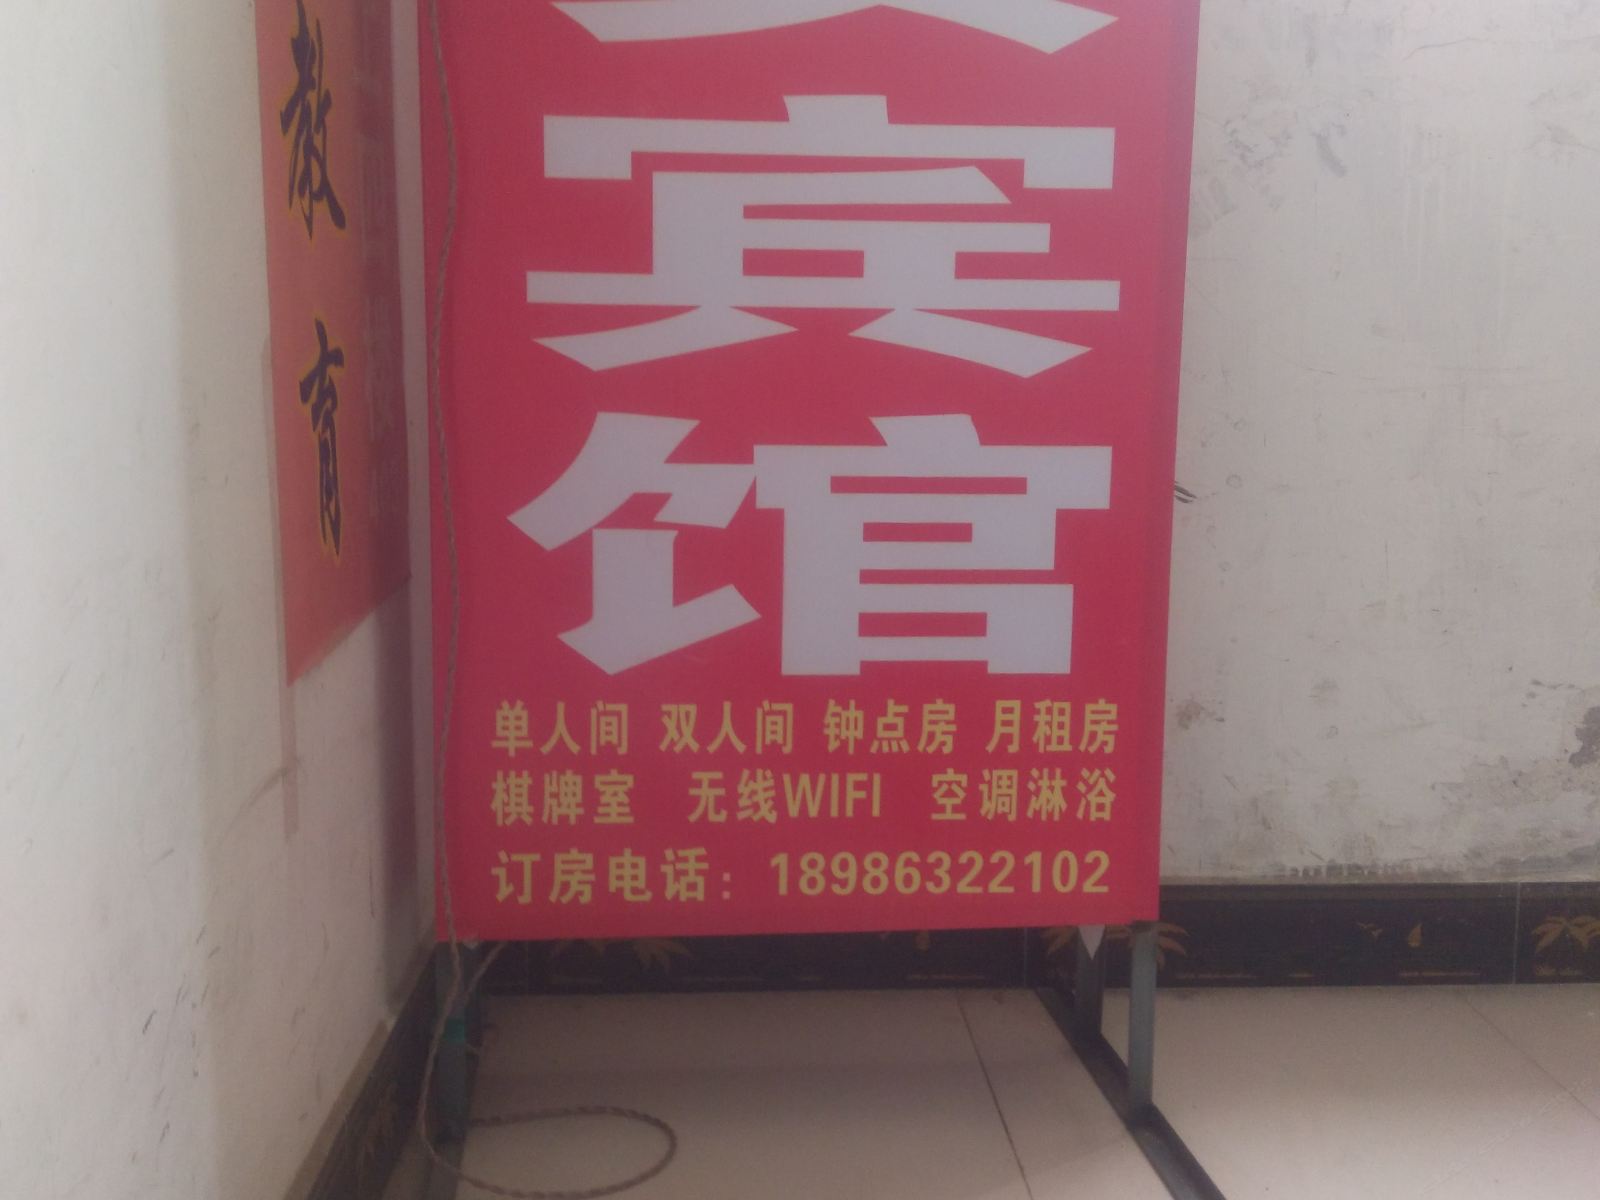 教育
宾馆
单人间 双人间 钟点房 月租房
棋牌室 无线WIFI 空调淋浴
订房电话：18986322102